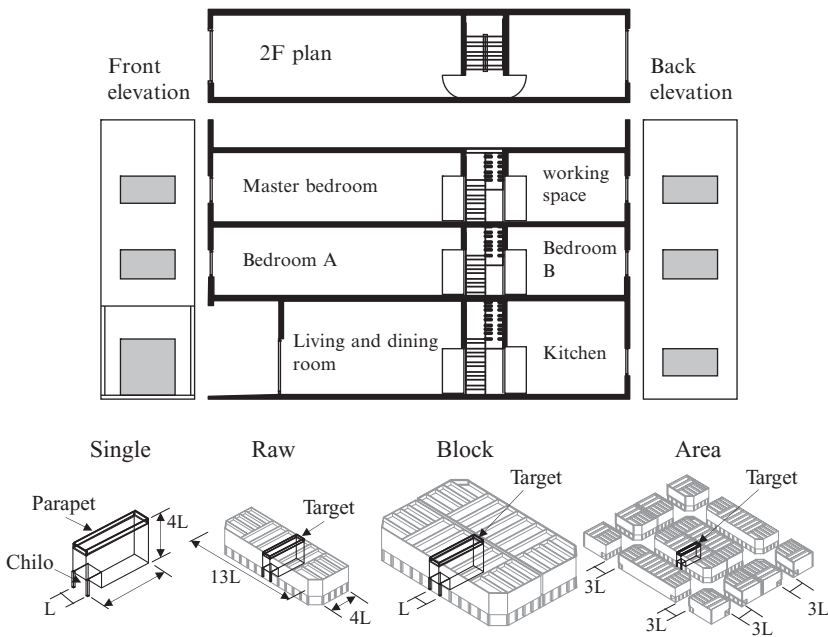 2F plan
Front
elevation
Back
elevation
Master bedroom
working
space
Bedroom A
Bedroom
B
Living and dining
room
Kitchen
Single
Raw
Block
Area
Parapet
4L
Chilo
L
Target
13L
4L
Target
L
Target
3L
3L
3L
3L